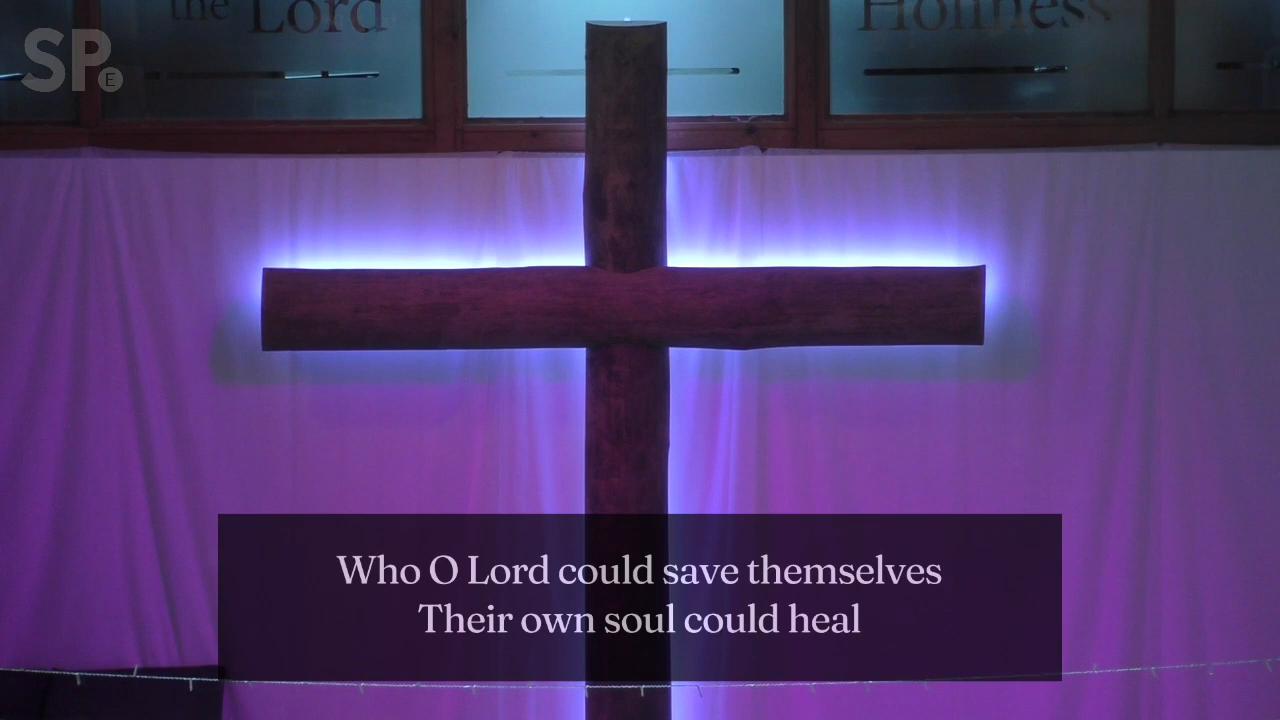 the Lord
Holiness
SP
E
Who O Lord could save themselves
Their own soul could heal